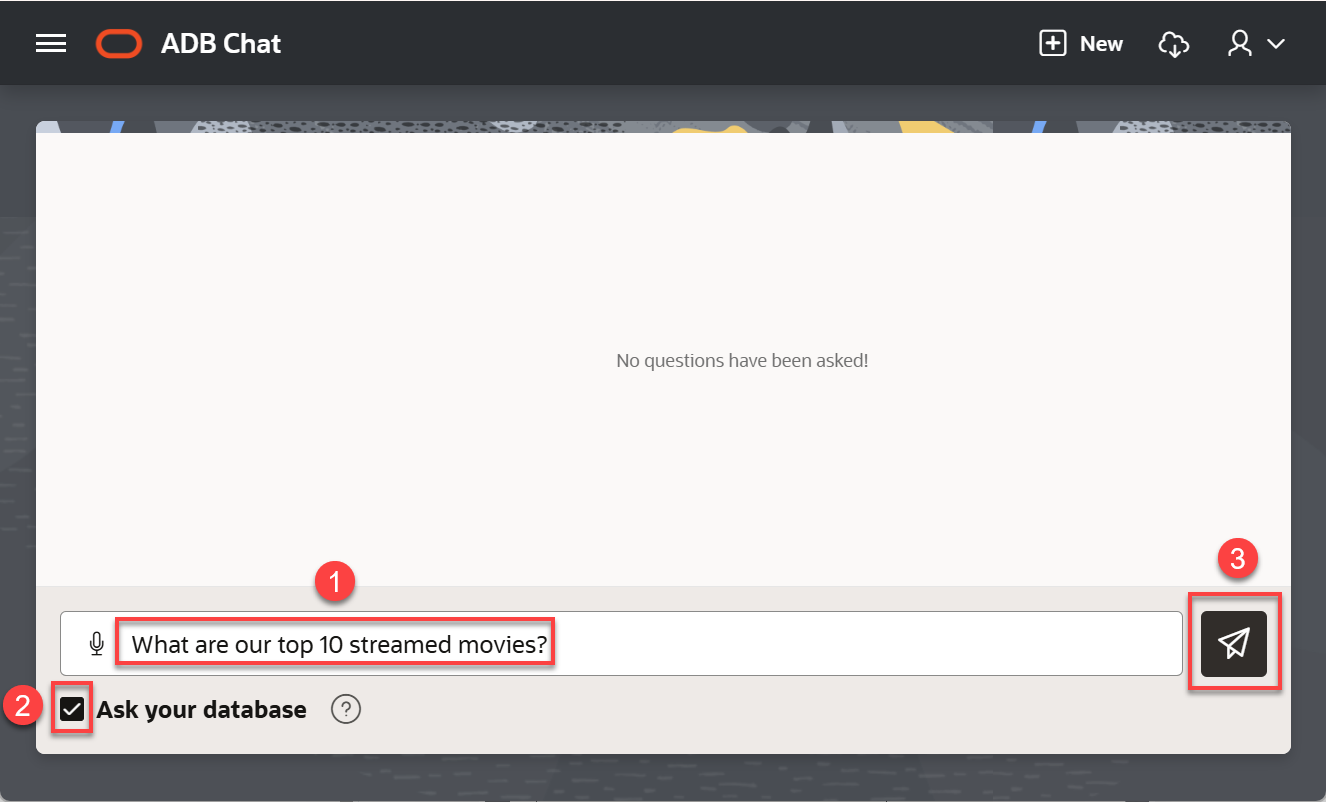 ADB Chat
New
No questions have been asked!
1
3
What are our top 10 streamed movies?
2
Ask your database
?